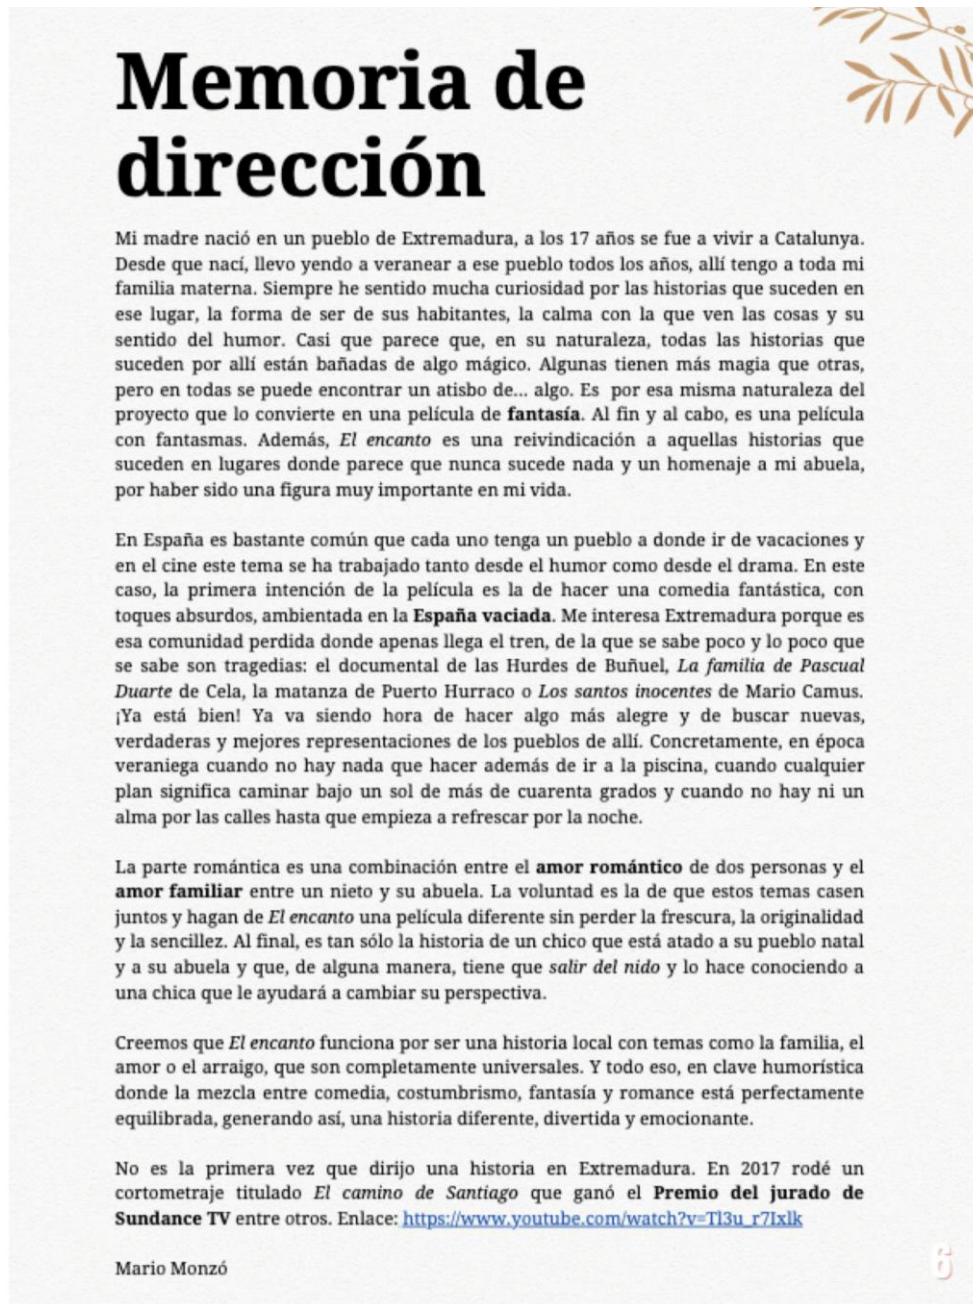 Memoria de
dirección
Mi madre nació en un pueblo de Extremadura, a los 17 años se fue a vivir a Catalunya.
Desde que nací, llevo yendo a veranear a ese pueblo todos los años, allí tengo a toda mi
familia materna. Siempre he sentido mucha curiosidad por las historias que suceden en
ese lugar, la forma de ser de sus habitantes, la calma con la que ven las cosas y su
sentido del humor. Casi que parece que, en su naturaleza, todas las historias que
suceden por allí están bañadas de algo mágico. Algunas tienen más magia que otras,
pero en todas se puede encontrar un atisbo de... algo. Es por esa misma naturaleza del
proyecto que lo convierte en una película de fantasía. Al fin y al cabo, es una película
con fantasmas. Además, El encanto es una reivindicación a aquellas historias que
suceden en lugares donde parece que nunca sucede nada y un homenaje a mi abuela,
por haber sido una figura muy importante en mi vida.
En España es bastante común que cada uno tenga un pueblo a donde ir de vacaciones y
en el cine este tema se ha trabajado tanto desde el humor como desde el drama. En este
caso, la primera intención de la película es la de hacer una comedia fantástica, con
toques absurdos, ambientada en la España vaciada. Me interesa Extremadura porque es
esa comunidad perdida donde apenas llega el tren, de la que se sabe poco y lo poco que
se sabe son tragedias: el documental de las Hurdes de Buñuel, La familia de Pascual
Duarte de Cela, la matanza de Puerto Hurraco o Los santos inocentes de Mario Camus.
¡Ya está bien! Ya va siendo hora de hacer algo más alegre y de buscar nuevas,
verdaderas y mejores representaciones de los pueblos de allí. Concretamente, en época
veraniega cuando no hay nada que hacer además de ir a la piscina, cuando cualquier
plan significa caminar bajo un sol de más de cuarenta grados y cuando no hay ni un
alma por las calles hasta que empieza a refrescar por la noche.
La parte romántica es una combinación entre el amor romántico de dos personas y el
amor familiar entre un nieto y su abuela. La voluntad es la de que estos temas casen
juntos y hagan de El encanto una película diferente sin perder la frescura, la originalidad
y la sencillez. Al final, es tan sólo la historia de un chico que está atado a su pueblo natal
y a su abuela y que, de alguna manera, tiene que salir del nido y lo hace conociendo a
una chica que le ayudará a cambiar su perspectiva.
Creemos que El encanto funciona por ser una historia local con temas como la familia, el
amor o el arraigo, que son completamente universales. Y todo eso, en clave humorística
donde la mezcla entre comedia, costumbrismo, fantasía y romance está perfectamente
equilibrada, generando así, una historia diferente, divertida y emocionante.
No es la primera vez que dirijo una historia en Extremadura. En 2017 rodé un
cortometraje titulado El camino de Santiago que ganó el Premio del jurado de
Sundance TV entre otros. Enlace: https://www.youtube.com/watch?v=Tl3u_r7Ixlk
Mario Monzó
6